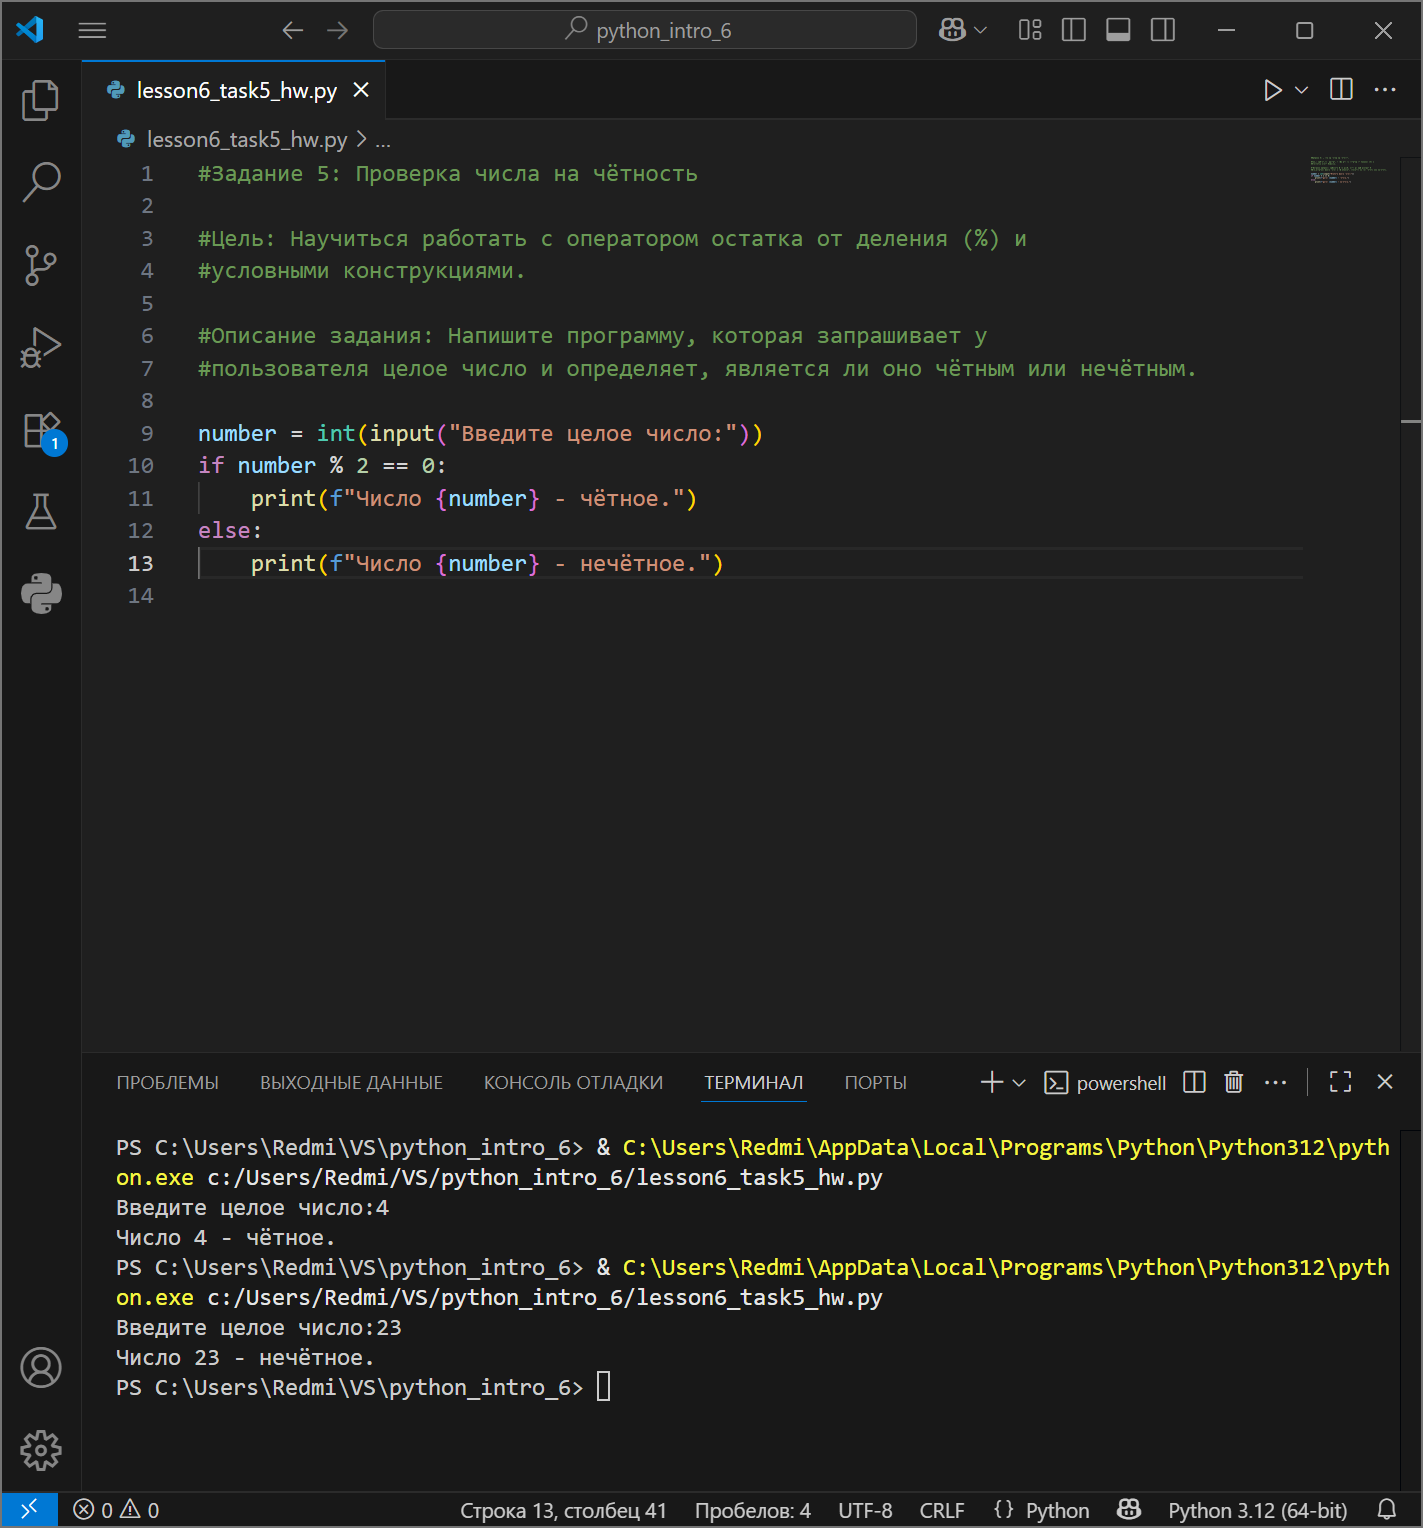 python_intro_6
lesson6_task5_hw.py
lesson6_task5_hw.py > ...
1 #Задание 5: Проверка числа на чётность
2
3 #Цель: Научиться работать с оператором остатка от деления (%) и
4 #условными конструкциями.
5
6 #Описание задания: Напишите программу, которая запрашивает у
7 #пользователя целое число и определяет, является ли оно чётным или нечётным.
8
9 number = int(input("Введите целое число:"))
10 if number % 2 == 0:
11     print(f"Число {number} - чётное.")
12 else:
13     print(f"Число {number} - нечётное.")
14
1
ПРОБЛЕМЫ ВЫХОДНЫЕ ДАННЫЕ КОНСОЛЬ ОТЛАДКИ ТЕРМИНАЛ ПОРТЫ powershell
PS C:\Users\Redmi\VS\python_intro_6> & C:\Users\Redmi\AppData\Local\Programs\Python\Python312\pyth
on.exe c:/Users/Redmi/VS/python_intro_6/lesson6_task5_hw.py
Введите целое число:4
Число 4 - чётное.
PS C:\Users\Redmi\VS\python_intro_6> & C:\Users\Redmi\AppData\Local\Programs\Python\Python312\pyth
on.exe c:/Users/Redmi/VS/python_intro_6/lesson6_task5_hw.py
Введите целое число:23
Число 23 - нечётное.
PS C:\Users\Redmi\VS\python_intro_6>
0 0 Строка 13, столбец 41 Пробелов: 4 UTF-8 CRLF {} Python Python 3.12 (64-bit)